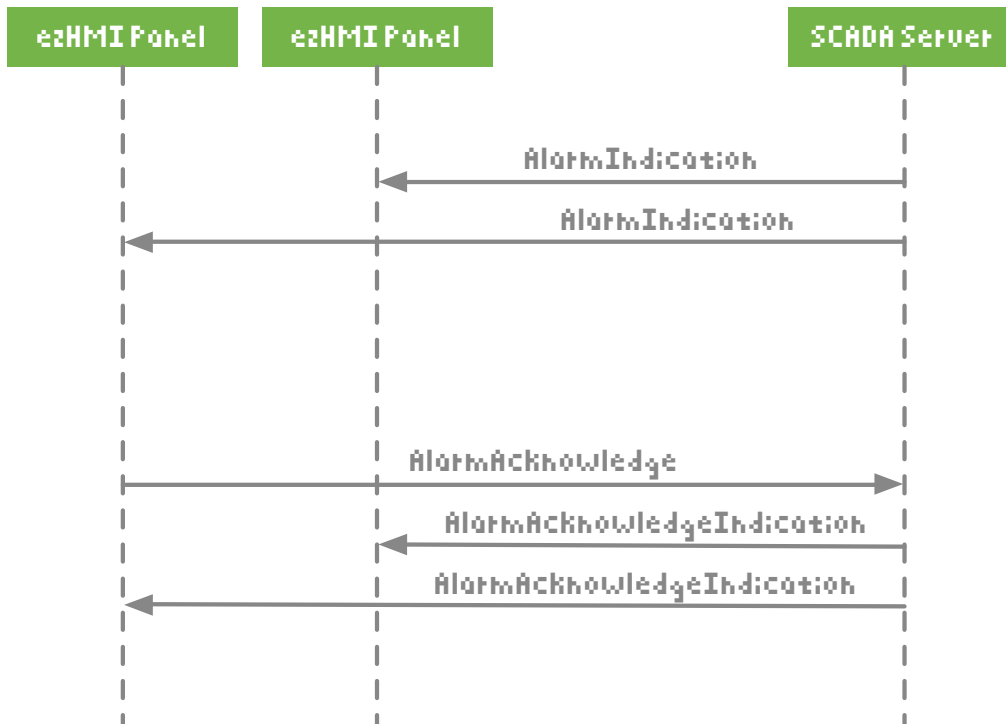 ezHMI Panel
ezHMI Panel
SCADA Server
AlarmIndication
AlarmIndication
AlarmAcknowledge
AlarmAcknowledgeIndication
AlarmAcknowledgeIndication